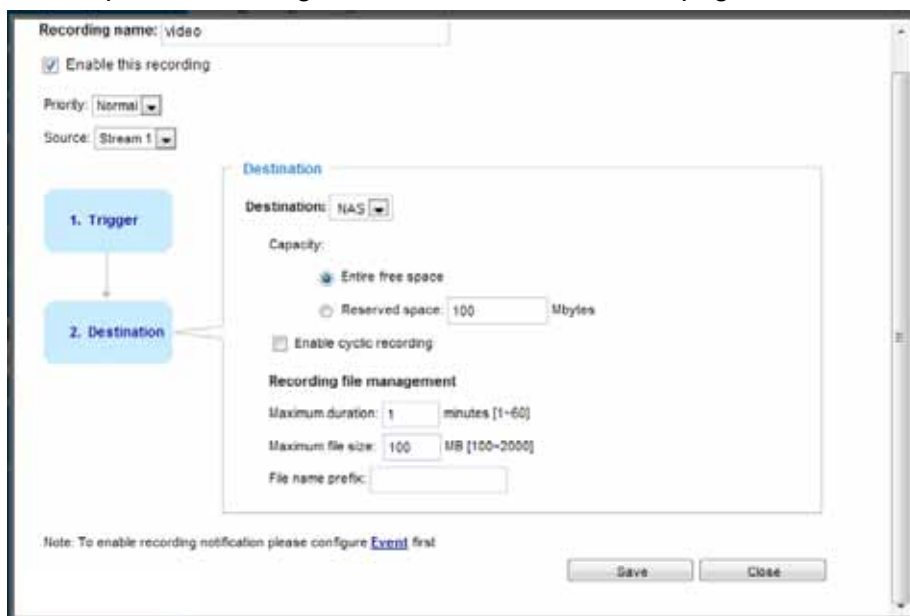 Recording name: video
Enable this recording
Priority: Normal
Source: Stream 1
1. Trigger
2. Destination
Destination
Destination: NAS
Capacity:
Entire free space
Reserved space: 100 Mbytes
Enable cyclic recording
Recording file management
Maximum duration: 1 minutes [1~60]
Maximum file size: 100 MB [100~2000]
File name prefix:
Note: To enable recording notification please configure Event first
Save Close